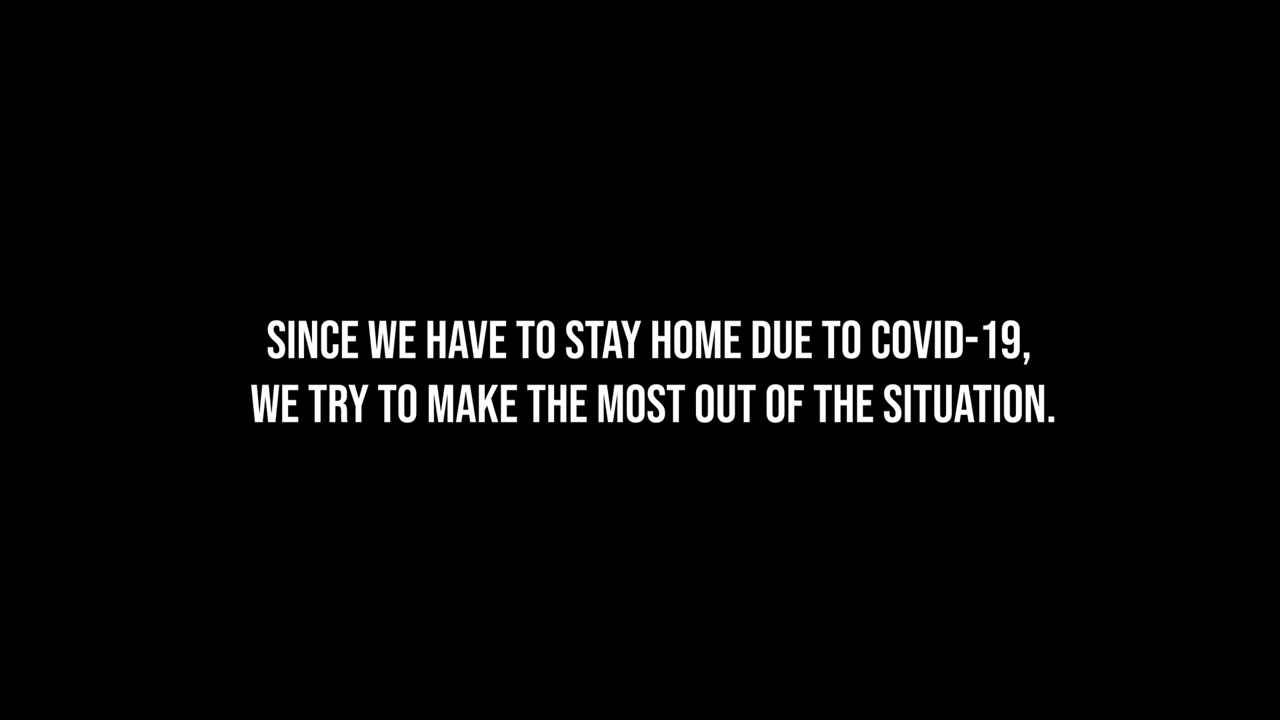 SINCE WE HAVE TO STAY HOME DUE TO COVID-19,
WE TRY TO MAKE THE MOST OUT OF THE SITUATION.